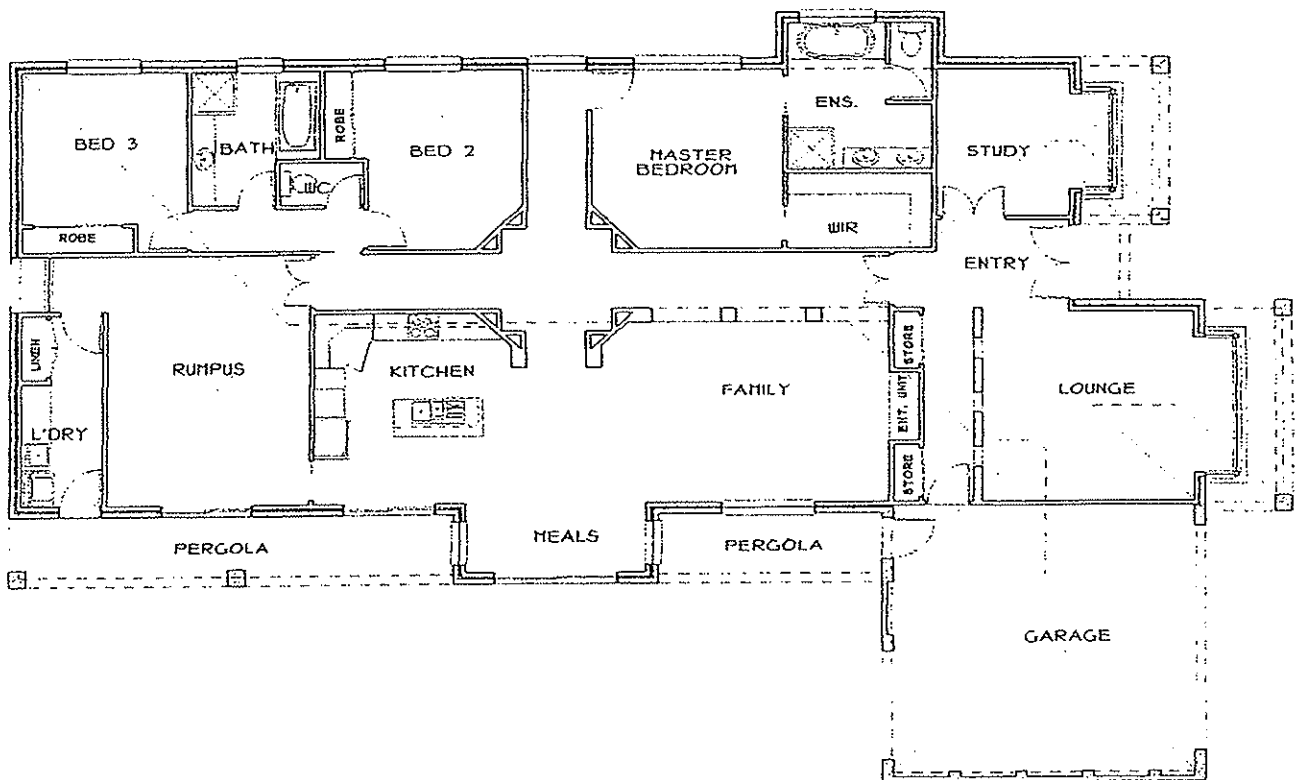 ENS.
BED 3
BATH
ROBE
BED 2
MASTER
BEDROOM
STUDY
WC
ROBE
WIR
ENTRY
LINEN
RUMPUS
KITCHEN
FAMILY
STORE
ENT. UNIT
STORE
LOUNGE
L'DRY
PERGOLA
MEALS
PERGOLA
GARAGE